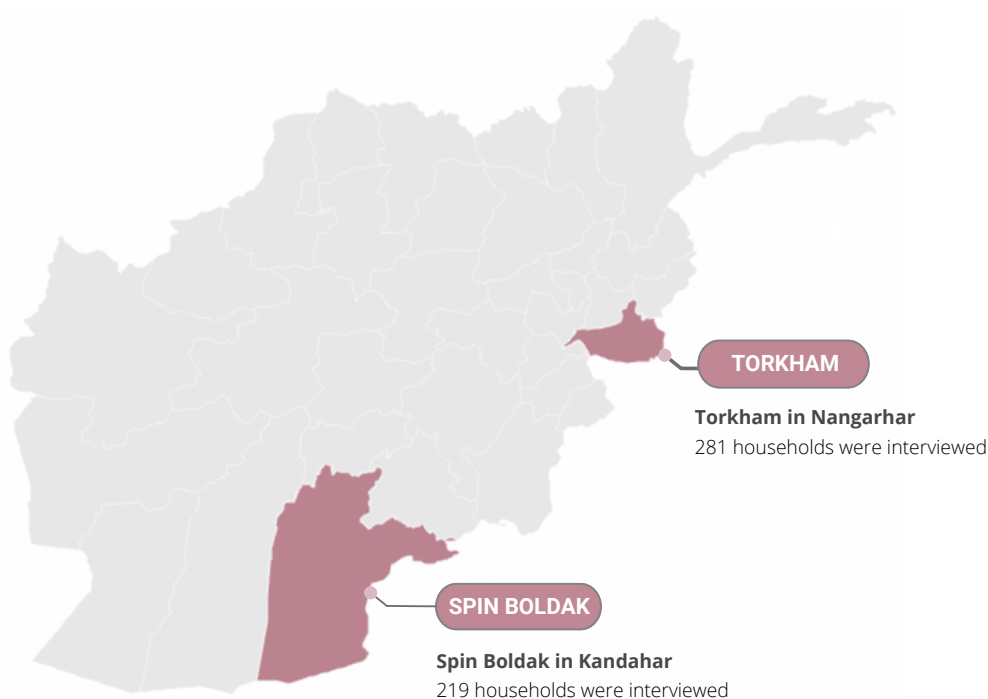 TORKHAM
Torkham in Nangarhar
281 households were interviewed
SPIN BOLDAK
Spin Boldak in Kandahar
219 households were interviewed